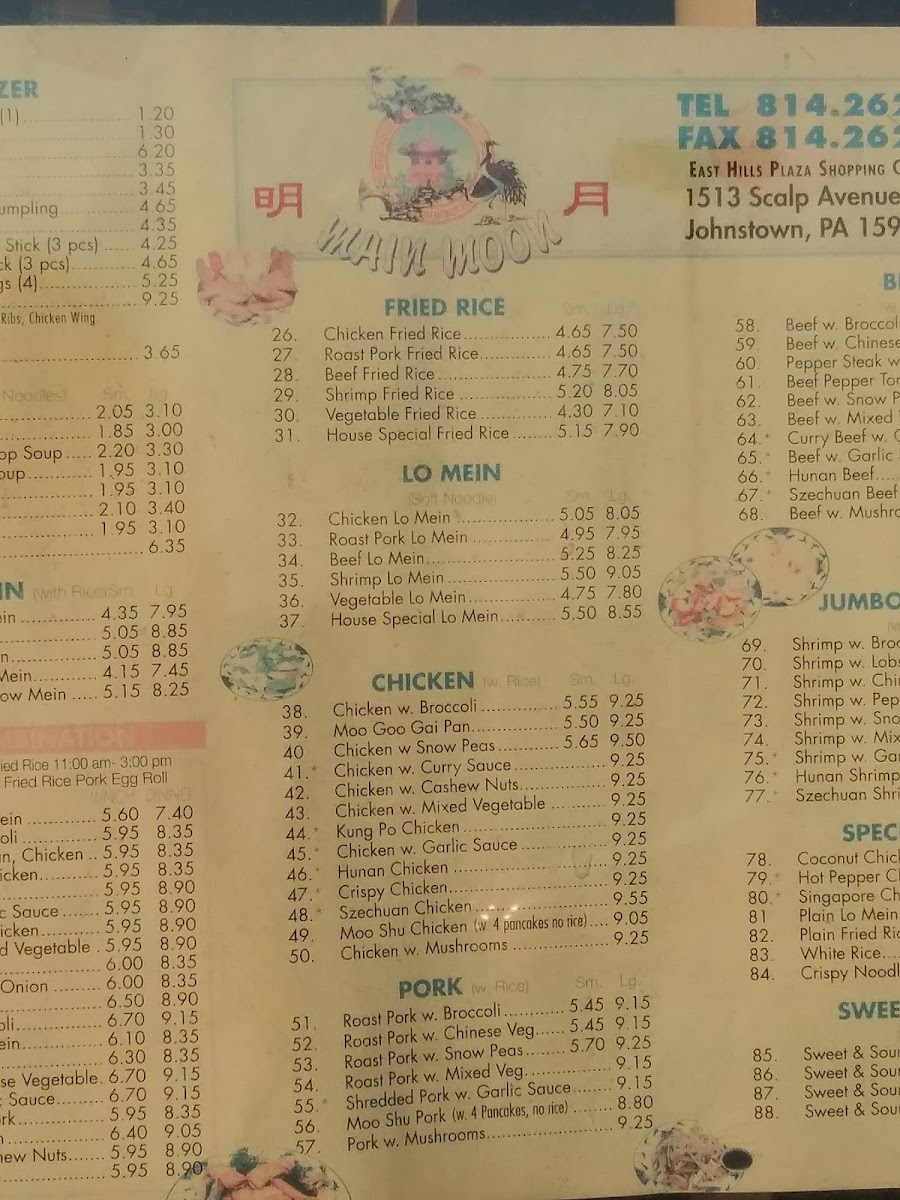 ZER
(1) 1.20
1.30
6.20
3.35
3.45
umpling 4.65
4.35
Stick (3 pcs) 4.25
ck (3 pcs) 4.65
gs (4) 5.25
9.25
Ribs, Chicken Wing
3.65
Noodles) Sm. Lg.
2.05 3.10
1.85 3.00
op Soup 2.20 3.30
oup 1.95 3.10
1.95 3.10
2.10 3.40
1.95 3.10
6.35
IN (with Rice) Sm. Lg.
ein 4.35 7.95
5.05 8.85
n 5.05 8.85
Mein 4.15 7.45
ow Mein 5.15 8.25
MBINATION
ied Rice 11:00 am- 3:00 pm
Fried Rice Pork Egg Roll
LUNCH DINNER
ein 5.60 7.40
oli 5.95 8.35
n, Chicken 5.95 8.35
icken 5.95 8.35
5.95 8.90
c Sauce 5.95 8.90
icken 5.95 8.90
d Vegetable 5.95 8.90
6.00 8.35
Onion 6.00 8.35
6.50 8.90
oli 6.70 9.15
ein 6.10 8.35
6.30 8.35
se Vegetable 6.70 9.15
c Sauce 6.70 9.15
rk 5.95 8.35
6.40 9.05
hew Nuts 5.95 8.90
5.95 8.90
明 月
MAIN MOON
TEL 814.262
FAX 814.262
EAST HILLS PLAZA SHOPPING C
1513 Scalp Avenue
Johnstown, PA 159
FRIED RICE Sm. Lg.
26. Chicken Fried Rice 4.65 7.50
27. Roast Pork Fried Rice 4.65 7.50
28. Beef Fried Rice 4.75 7.70
29. Shrimp Fried Rice 5.20 8.05
30. Vegetable Fried Rice 4.30 7.10
31. House Special Fried Rice 5.15 7.90
LO MEIN
(Soft Noodle) Sm. Lg.
32. Chicken Lo Mein 5.05 8.05
33. Roast Pork Lo Mein 4.95 7.95
34. Beef Lo Mein 5.25 8.25
35. Shrimp Lo Mein 5.50 9.05
36. Vegetable Lo Mein 4.75 7.80
37. House Special Lo Mein 5.50 8.55
CHICKEN (w. Rice) Sm. Lg.
38. Chicken w. Broccoli 5.55 9.25
39. Moo Goo Gai Pan 5.50 9.25
40 Chicken w Snow Peas 5.65 9.50
41.* Chicken w. Curry Sauce 9.25
42. Chicken w. Cashew Nuts 9.25
43. Chicken w. Mixed Vegetable 9.25
44.* Kung Po Chicken 9.25
45.* Chicken w. Garlic Sauce 9.25
46.* Hunan Chicken 9.25
47.* Crispy Chicken 9.25
48.* Szechuan Chicken 9.55
49. Moo Shu Chicken (w. 4 pancakes no rice) 9.05
50. Chicken w. Mushrooms 9.25
PORK (w. Rice) Sm. Lg.
51. Roast Pork w. Broccoli 5.45 9.15
52. Roast Pork w. Chinese Veg 5.45 9.15
53. Roast Pork w. Snow Peas 5.70 9.25
54. Roast Pork w. Mixed Veg 9.15
55.* Shredded Pork w. Garlic Sauce 9.15
56. Moo Shu Pork (w. 4 Pancakes, no rice) 8.80
57. Pork w. Mushrooms 9.25
58. Beef w. Broccoli
59. Beef w. Chinese
60. Pepper Steak w
61. Beef Pepper To
62. Beef w. Snow P
63. Beef w. Mixed
64.* Curry Beef w. 
65.* Beef w. Garlic
66.* Hunan Beef
67.* Szechuan Beef
68. Beef w. Mushro
JUMBO
69. Shrimp w. Bro
70. Shrimp w. Lobs
71. Shrimp w. Chi
72. Shrimp w. Pep
73. Shrimp w. Sno
74. Shrimp w. Mix
75.* Shrimp w. Ga
76.* Hunan Shrimp
77.* Szechuan Shri
SPEC
78. Coconut Chick
79.* Hot Pepper C
80.* Singapore Ch
81 Plain Lo Mein
82. Plain Fried Ric
83. White Rice
84. Crispy Noodl
SWEE
85. Sweet & Sour
86. Sweet & Sou
87. Sweet & Sou
88. Sweet & Sou